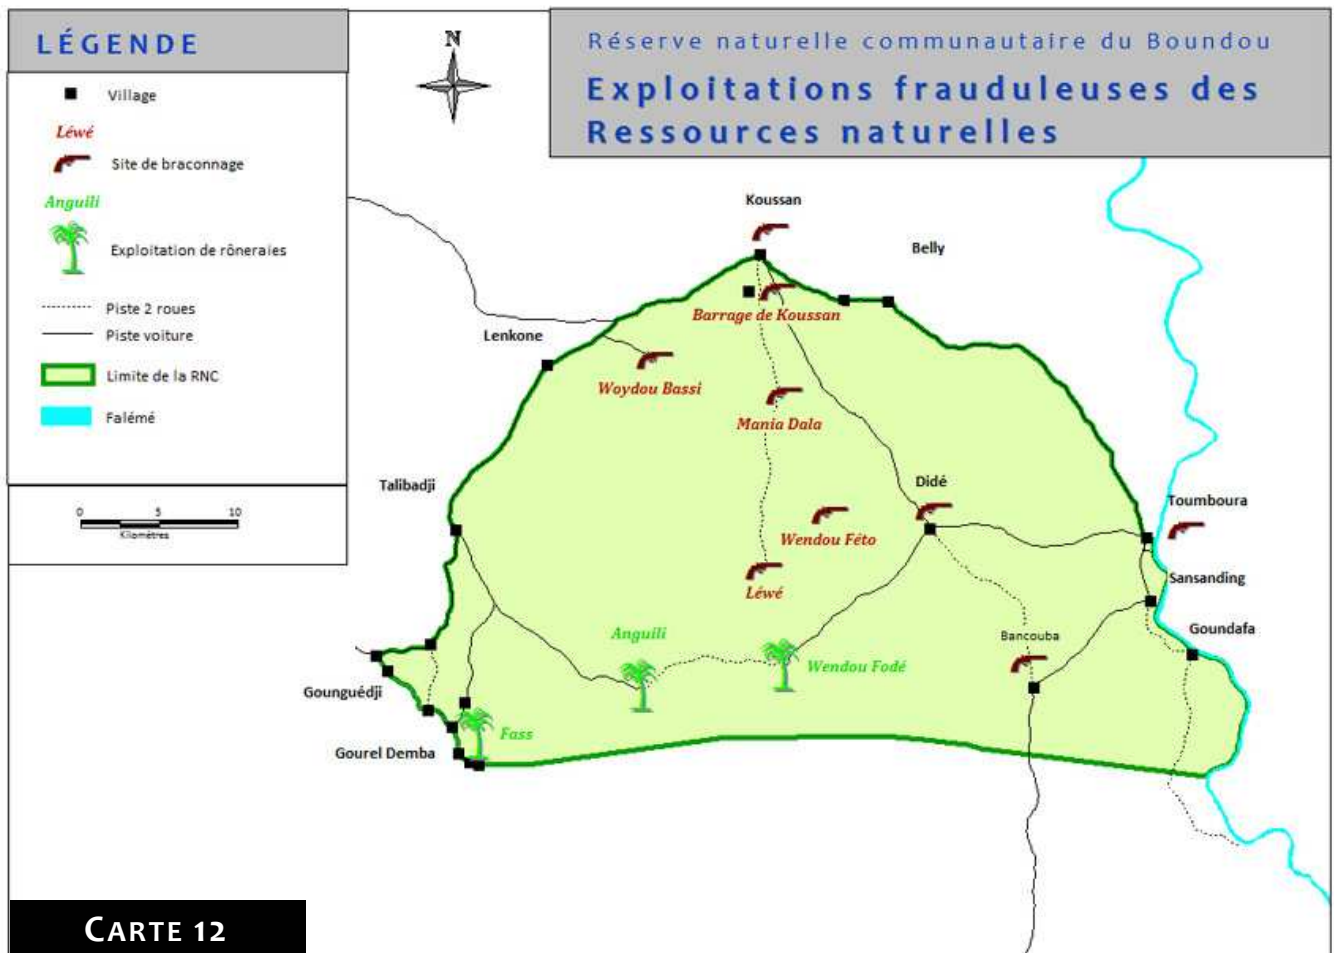 LÉGENDE
Village
Léwé
Site de braconnage
Anguili
Exploitation de rôneraies
Piste 2 roues
Piste voiture
Limite de la RNC
Falémé
0 5 10
Kilomètres
N
Réserve naturelle communautaire du Boundou
Exploitations frauduleuses des
Ressources naturelles
Koussan
Belly
Barrage de Koussan
Lenkone
Woydou Bassi
Mania Dala
Talibadji
Didé
Toumboura
Wendou Féto
Sansanding
Léwé
Goundafa
Anguili
Bancouba
Wendou Fodé
Gounguédji
Fass
Gourel Demba
CARTE 12